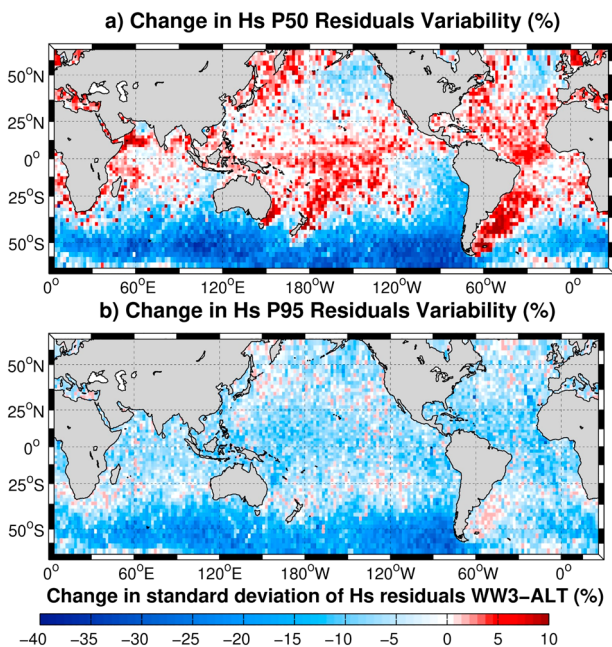 a) Change in Hs P50 Residuals Variability (%)
50°N
25°N
0°
25°S
50°S
0° 60°E 120°E 180°W 120°W 60°W 0°
b) Change in Hs P95 Residuals Variability (%)
50°N
25°N
0°
25°S
50°S
0° 60°E 120°E 180°W 120°W 60°W 0°
Change in standard deviation of Hs residuals WW3−ALT (%)
−40 −35 −30 −25 −20 −15 −10 −5 0 5 10